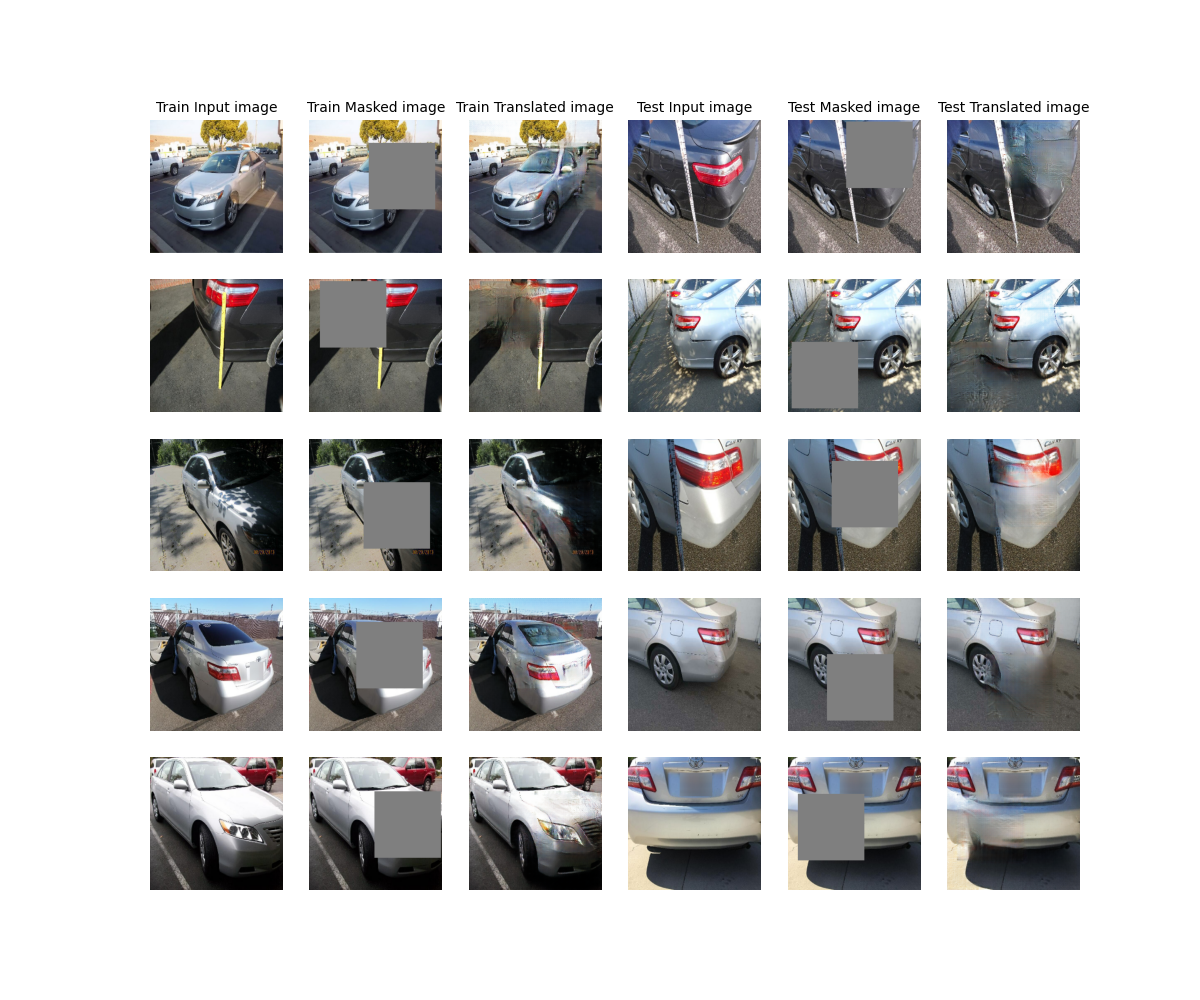 Train Input image
Train Masked image
Train Translated image
Test Input image
Test Masked image
Test Translated image